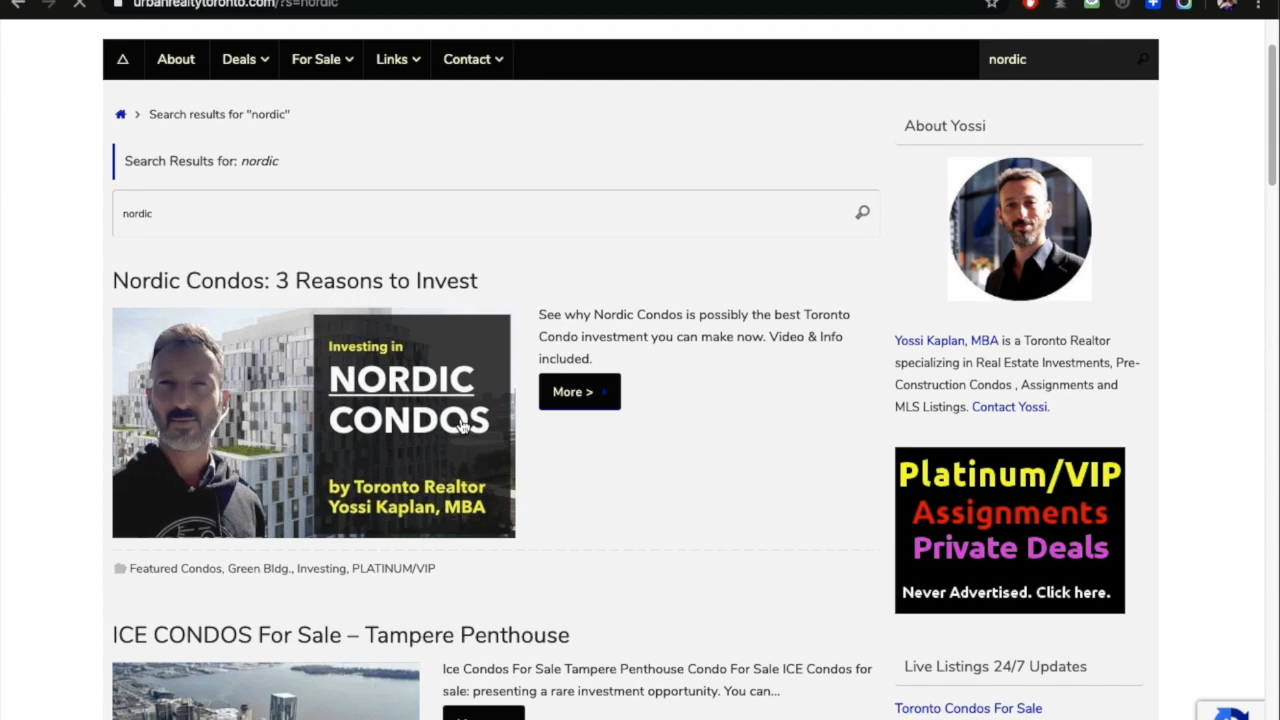 urbanrealtytoronto.com/?s=nordic
About
Deals
For Sale
Links
Contact
nordic
Search results for "nordic"
Search Results for: nordic
nordic
Nordic Condos: 3 Reasons to Invest
Investing in
NORDIC
CONDOS
by Toronto Realtor
Yossi Kaplan, MBA
See why Nordic Condos is possibly the best Toronto
Condo investment you can make now. Video & Info
included.
More >
Featured Condos, Green Bldg., Investing, PLATINUM/VIP
ICE CONDOS For Sale – Tampere Penthouse
Ice Condos For Sale Tampere Penthouse Condo For Sale ICE Condos for
sale: presenting a rare investment opportunity. You can...
About Yossi
Yossi Kaplan, MBA is a Toronto Realtor
specializing in Real Estate Investments, Pre-
Construction Condos , Assignments and
MLS Listings. Contact Yossi.
Platinum/VIP
Assignments
Private Deals
Never Advertised. Click here.
Live Listings 24/7 Updates
Toronto Condos For Sale